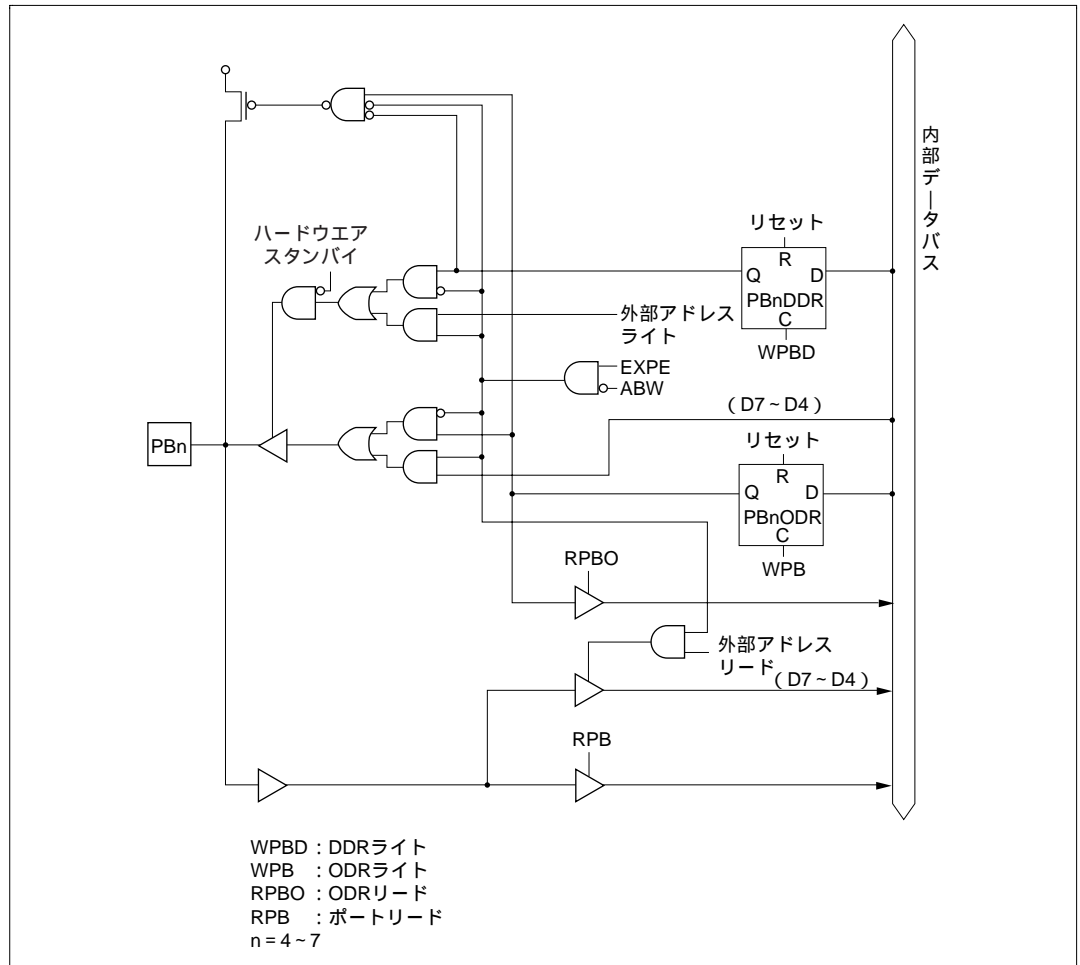 内部データバス
リセット
R
Q D
PBnDDR
C
WPBD
ハードウエア
スタンバイ
外部アドレス
ライト
EXPE
ABW
(D7~D4)
リセット
R
Q D
PBnODR
C
WPB
PBn
RPBO
外部アドレス
リード
(D7~D4)
RPB
WPBD:DDRライト
WPB :ODRライト
RPBO:ODRリード
RPB :ポートリード
n=4~7